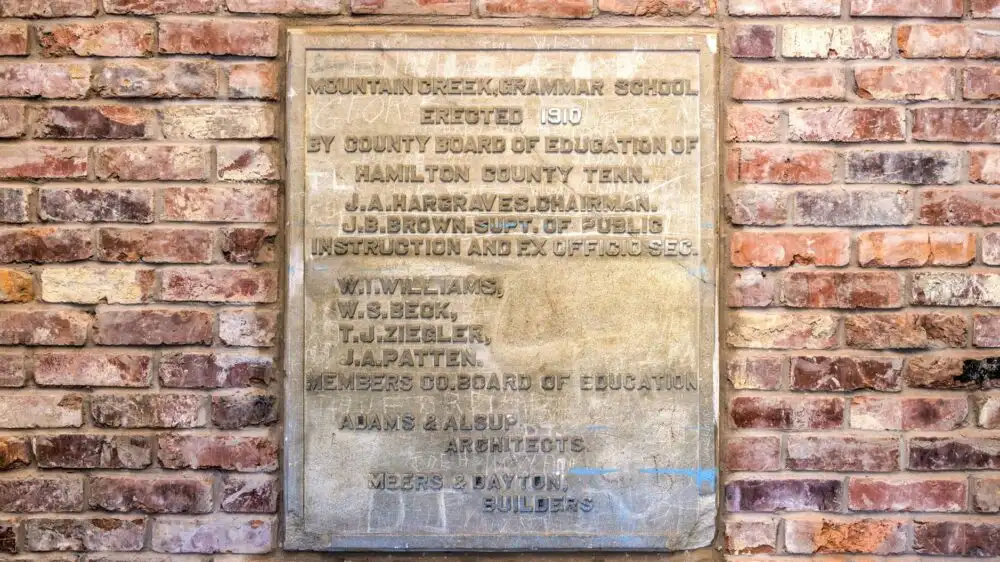 MOUNTAIN CREEK, GRAMMAR SCHOOL
ERECTED 1910
BY COUNTY BOARD OF EDUCATION OF
HAMILTON COUNTY TENN.
J.A.HARGRAVES.CHAIRMAN.
J.B.BROWN.SUPT. OF PUBLIC
INSTRUCTION AND EX OFFICIO SEC.
W.T.WILLIAMS,
W.S.BECK,
T.J.ZIEGLER,
J.A.PATTEN.
MEMBERS CO.BOARD OF EDUCATION
ADAMS & ALSUP.
ARCHITECTS.
MEERS & DAYTON,
BUILDERS